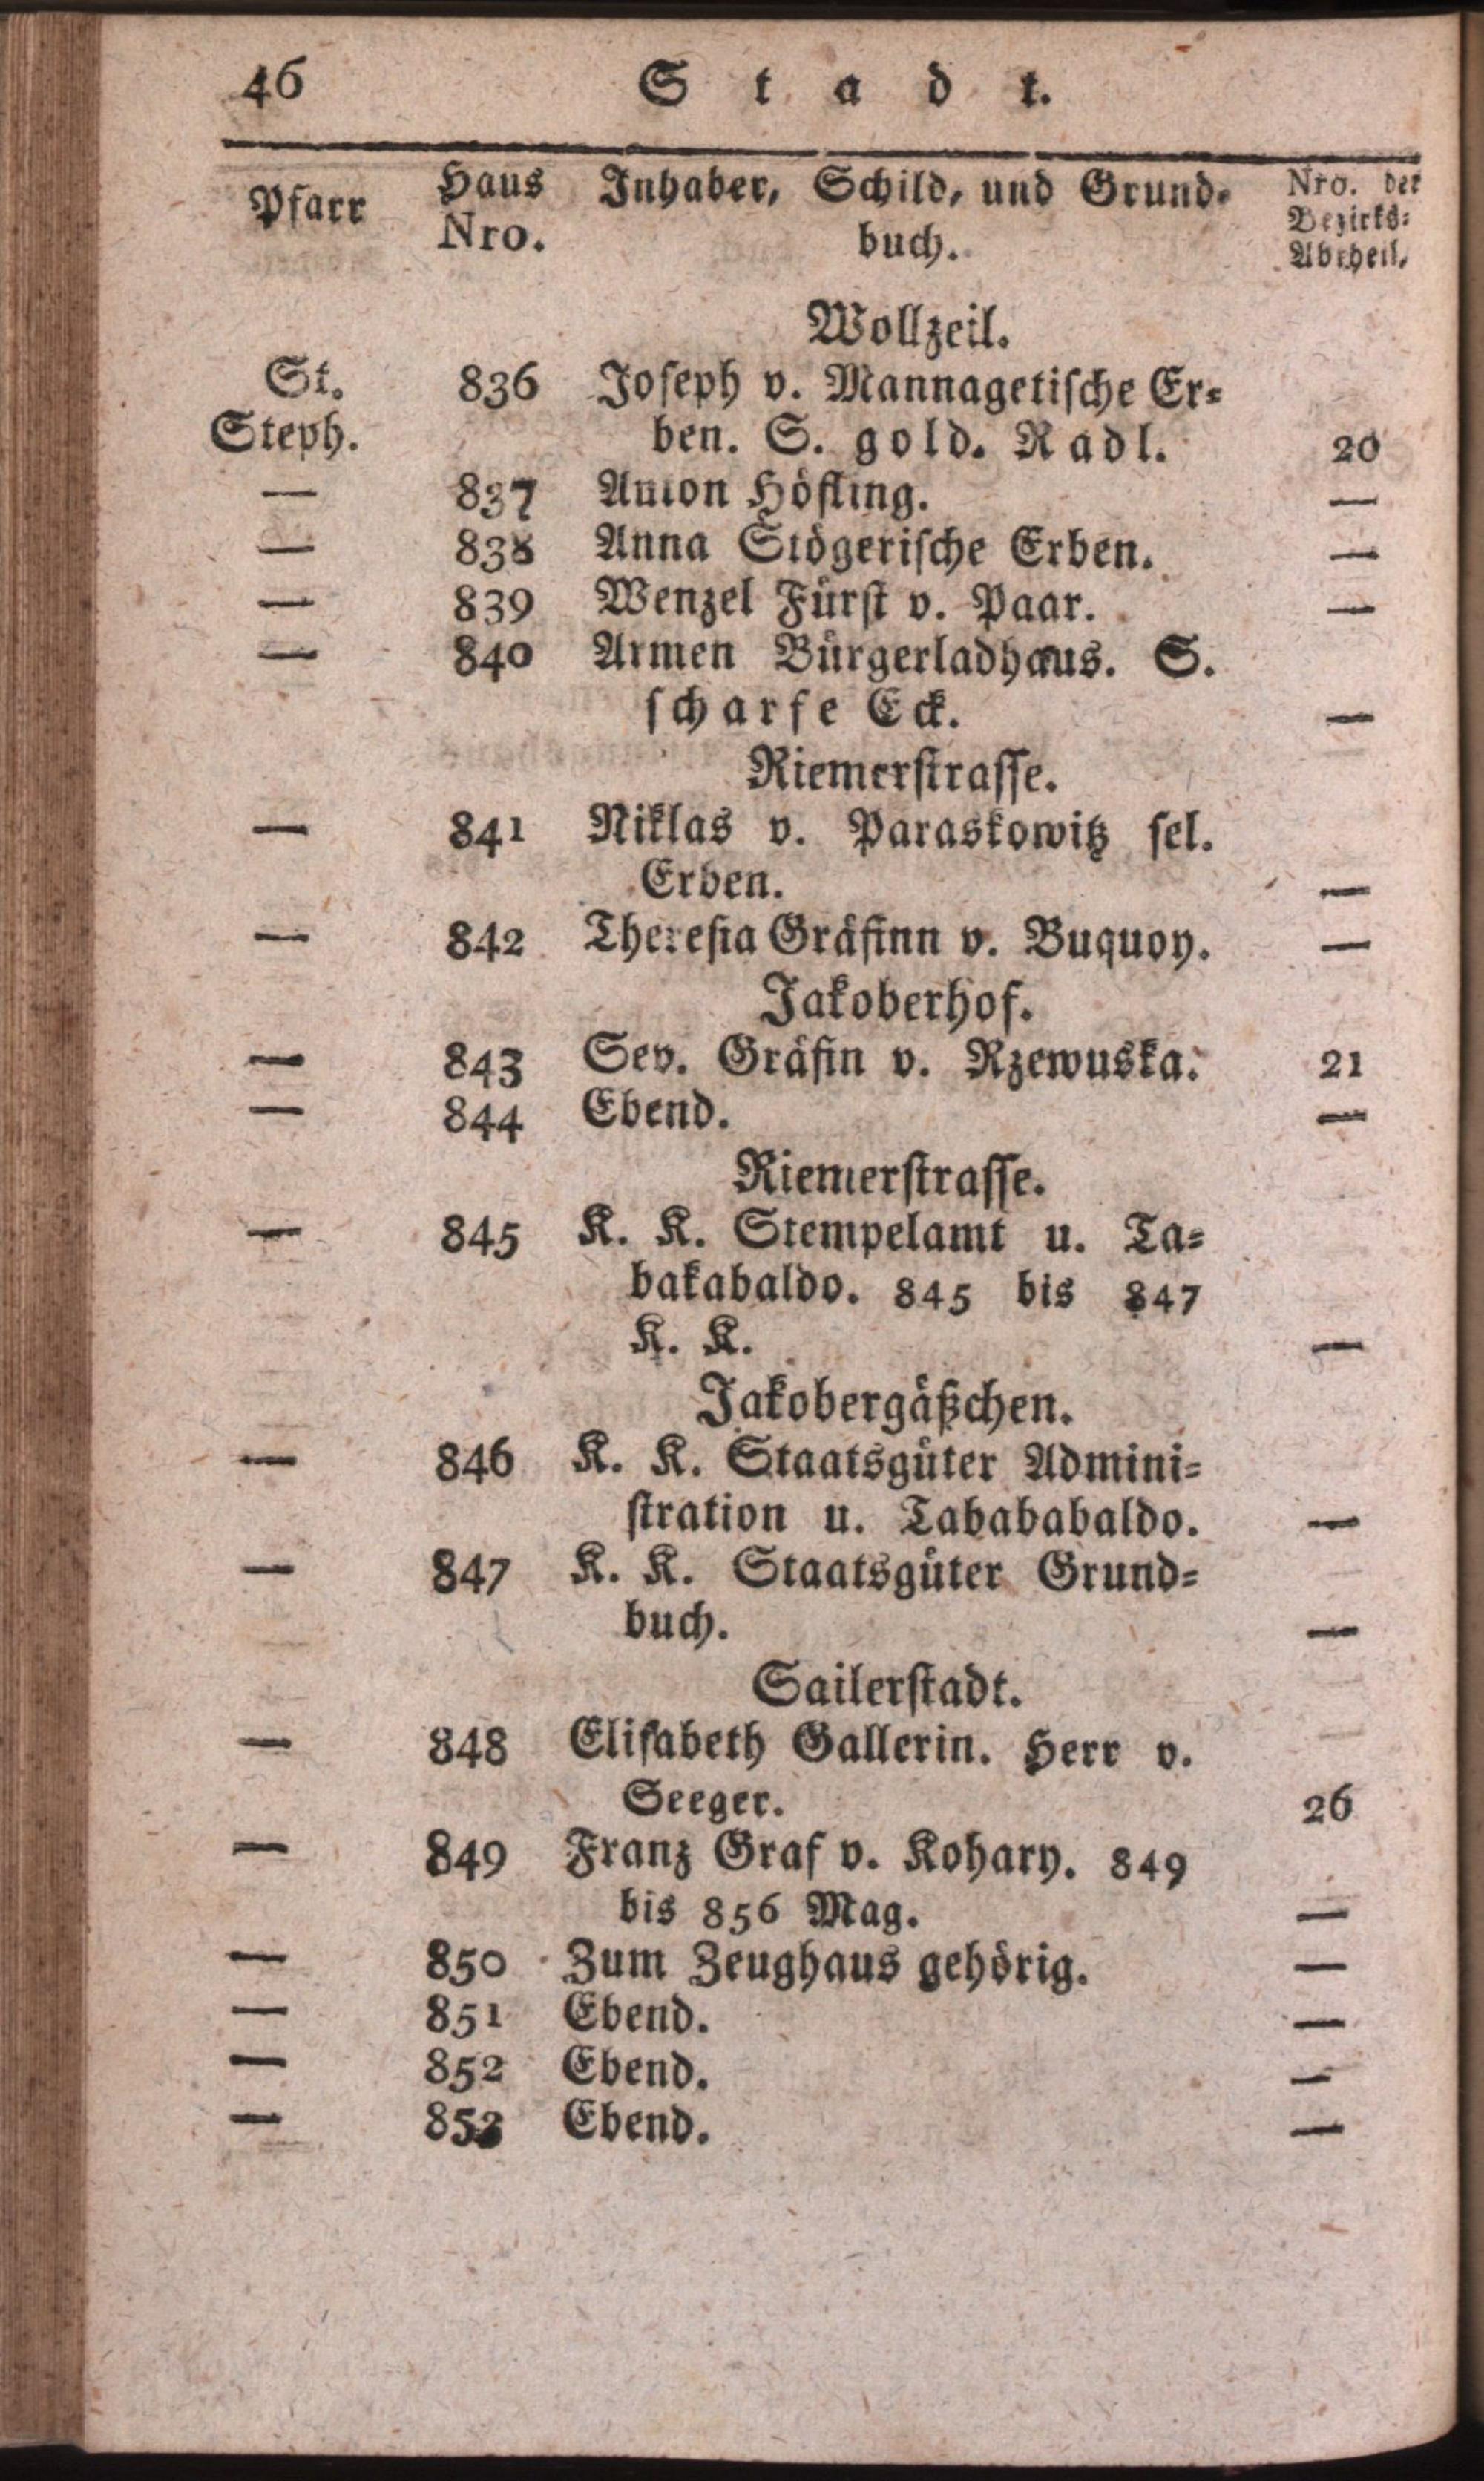 46 Stadt.
Pfarr Haus Nro. Inhaber, Schild, und Grund-buch. Nro. der Bezirks-Abtheil.
Wollzeil.
St. 836 Joseph v. Mannagetische Er-
Steph. ben. S. gold. Radl. 20
— 837 Anton Höfling. —
— 838 Anna Stögerische Erben. —
— 839 Wenzel Fürst v. Paar. —
— 840 Armen Bürgerladhaus. S.
scharfe Eck. —
Riemerstrasse.
— 841 Niklas v. Paraskowitz sel.
Erben. —
— 842 Theresia Gräfinn v. Buquoy. —
Jakoberhof.
— 843 Sev. Gräfin v. Rzewuska. 21
— 844 Ebend. —
Riemerstrasse.
— 845 K. K. Stempelamt u. Ta-
bakabaldo. 845 bis 847
K. K. —
Jakobergäßchen.
— 846 K. K. Staatsgüter Admini-
stration u. Tabababaldo. —
— 847 K. K. Staatsgüter Grund-
buch. —
Sailerstadt.
— 848 Elisabeth Gallerin. Herr v.
Seeger. 26
— 849 Franz Graf v. Kohary. 849
bis 856 Mag. —
— 850 Zum Zeughaus gehörig. —
— 851 Ebend. —
— 852 Ebend. —
— 853 Ebend. —